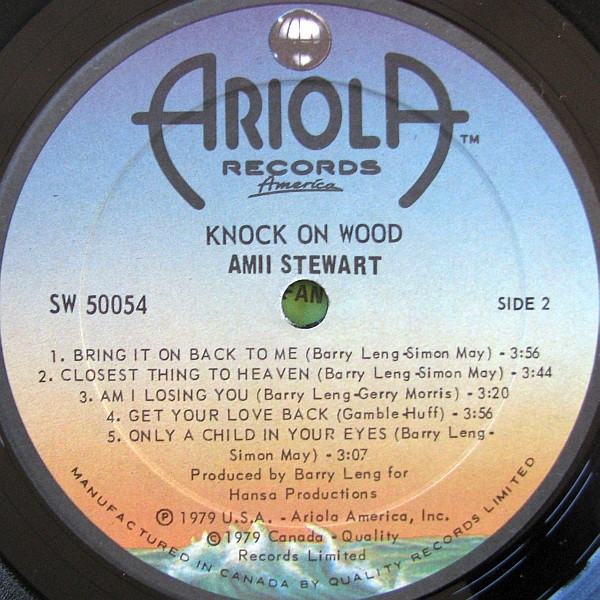 ARIOLA™
RECORDS
America
KNOCK ON WOOD
AMII STEWART
FAN
SW 50054
SIDE 2
1. BRING IT ON BACK TO ME (Barry Leng-Simon May) - 3:56
2. CLOSEST THING TO HEAVEN (Barry Leng-Simon May) - 3:44
3. AM I LOSING YOU (Barry Leng-Gerry Morris) - 3:20
4. GET YOUR LOVE BACK (Gamble-Huff) - 3:56
5. ONLY A CHILD IN YOUR EYES (Barry Leng-
Simon May) - 3:07
Produced by Barry Leng for
Hansa Productions
℗ 1979 U.S.A. - Ariola America, Inc.
© 1979 Canada - Quality
Records Limited
MANUFACTURED IN CANADA BY QUALITY RECORDS LIMITED